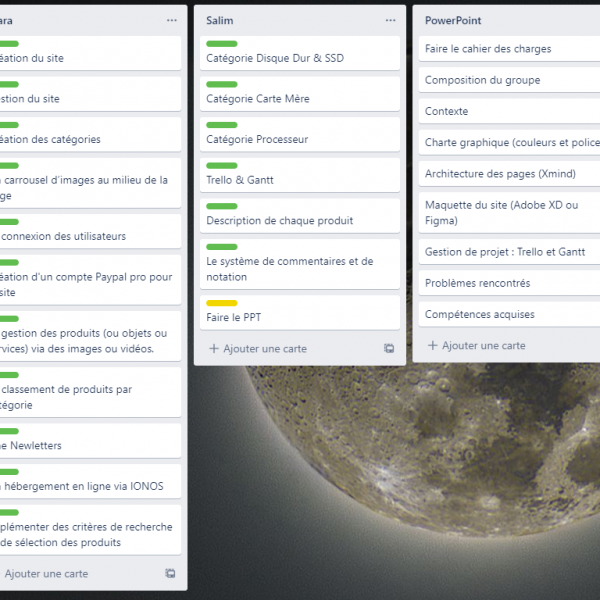 ara
éation du site
stion du site
éation des catégories
carrousel d'images au milieu de la
ge
connexion des utilisateurs
éation d'un compte Paypal pro pour
site
gestion des produits (ou objets ou
rvices) via des images ou vidéos.
classement de produits par
tégorie
e Newletters
hébergement en ligne via IONOS
plémenter des critères de recherche
de sélection des produits
Ajouter une carte
Salim
Catégorie Disque Dur & SSD
Catégorie Carte Mère
Catégorie Processeur
Trello & Gantt
Description de chaque produit
Le système de commentaires et de
notation
Faire le PPT
+ Ajouter une carte
PowerPoint
Faire le cahier des charges
Composition du groupe
Contexte
Charte graphique (couleurs et police
Architecture des pages (Xmind)
Maquette du site (Adobe XD ou
Figma)
Gestion de projet : Trello et Gantt
Problèmes rencontrés
Compétences acquises
+ Ajouter une carte